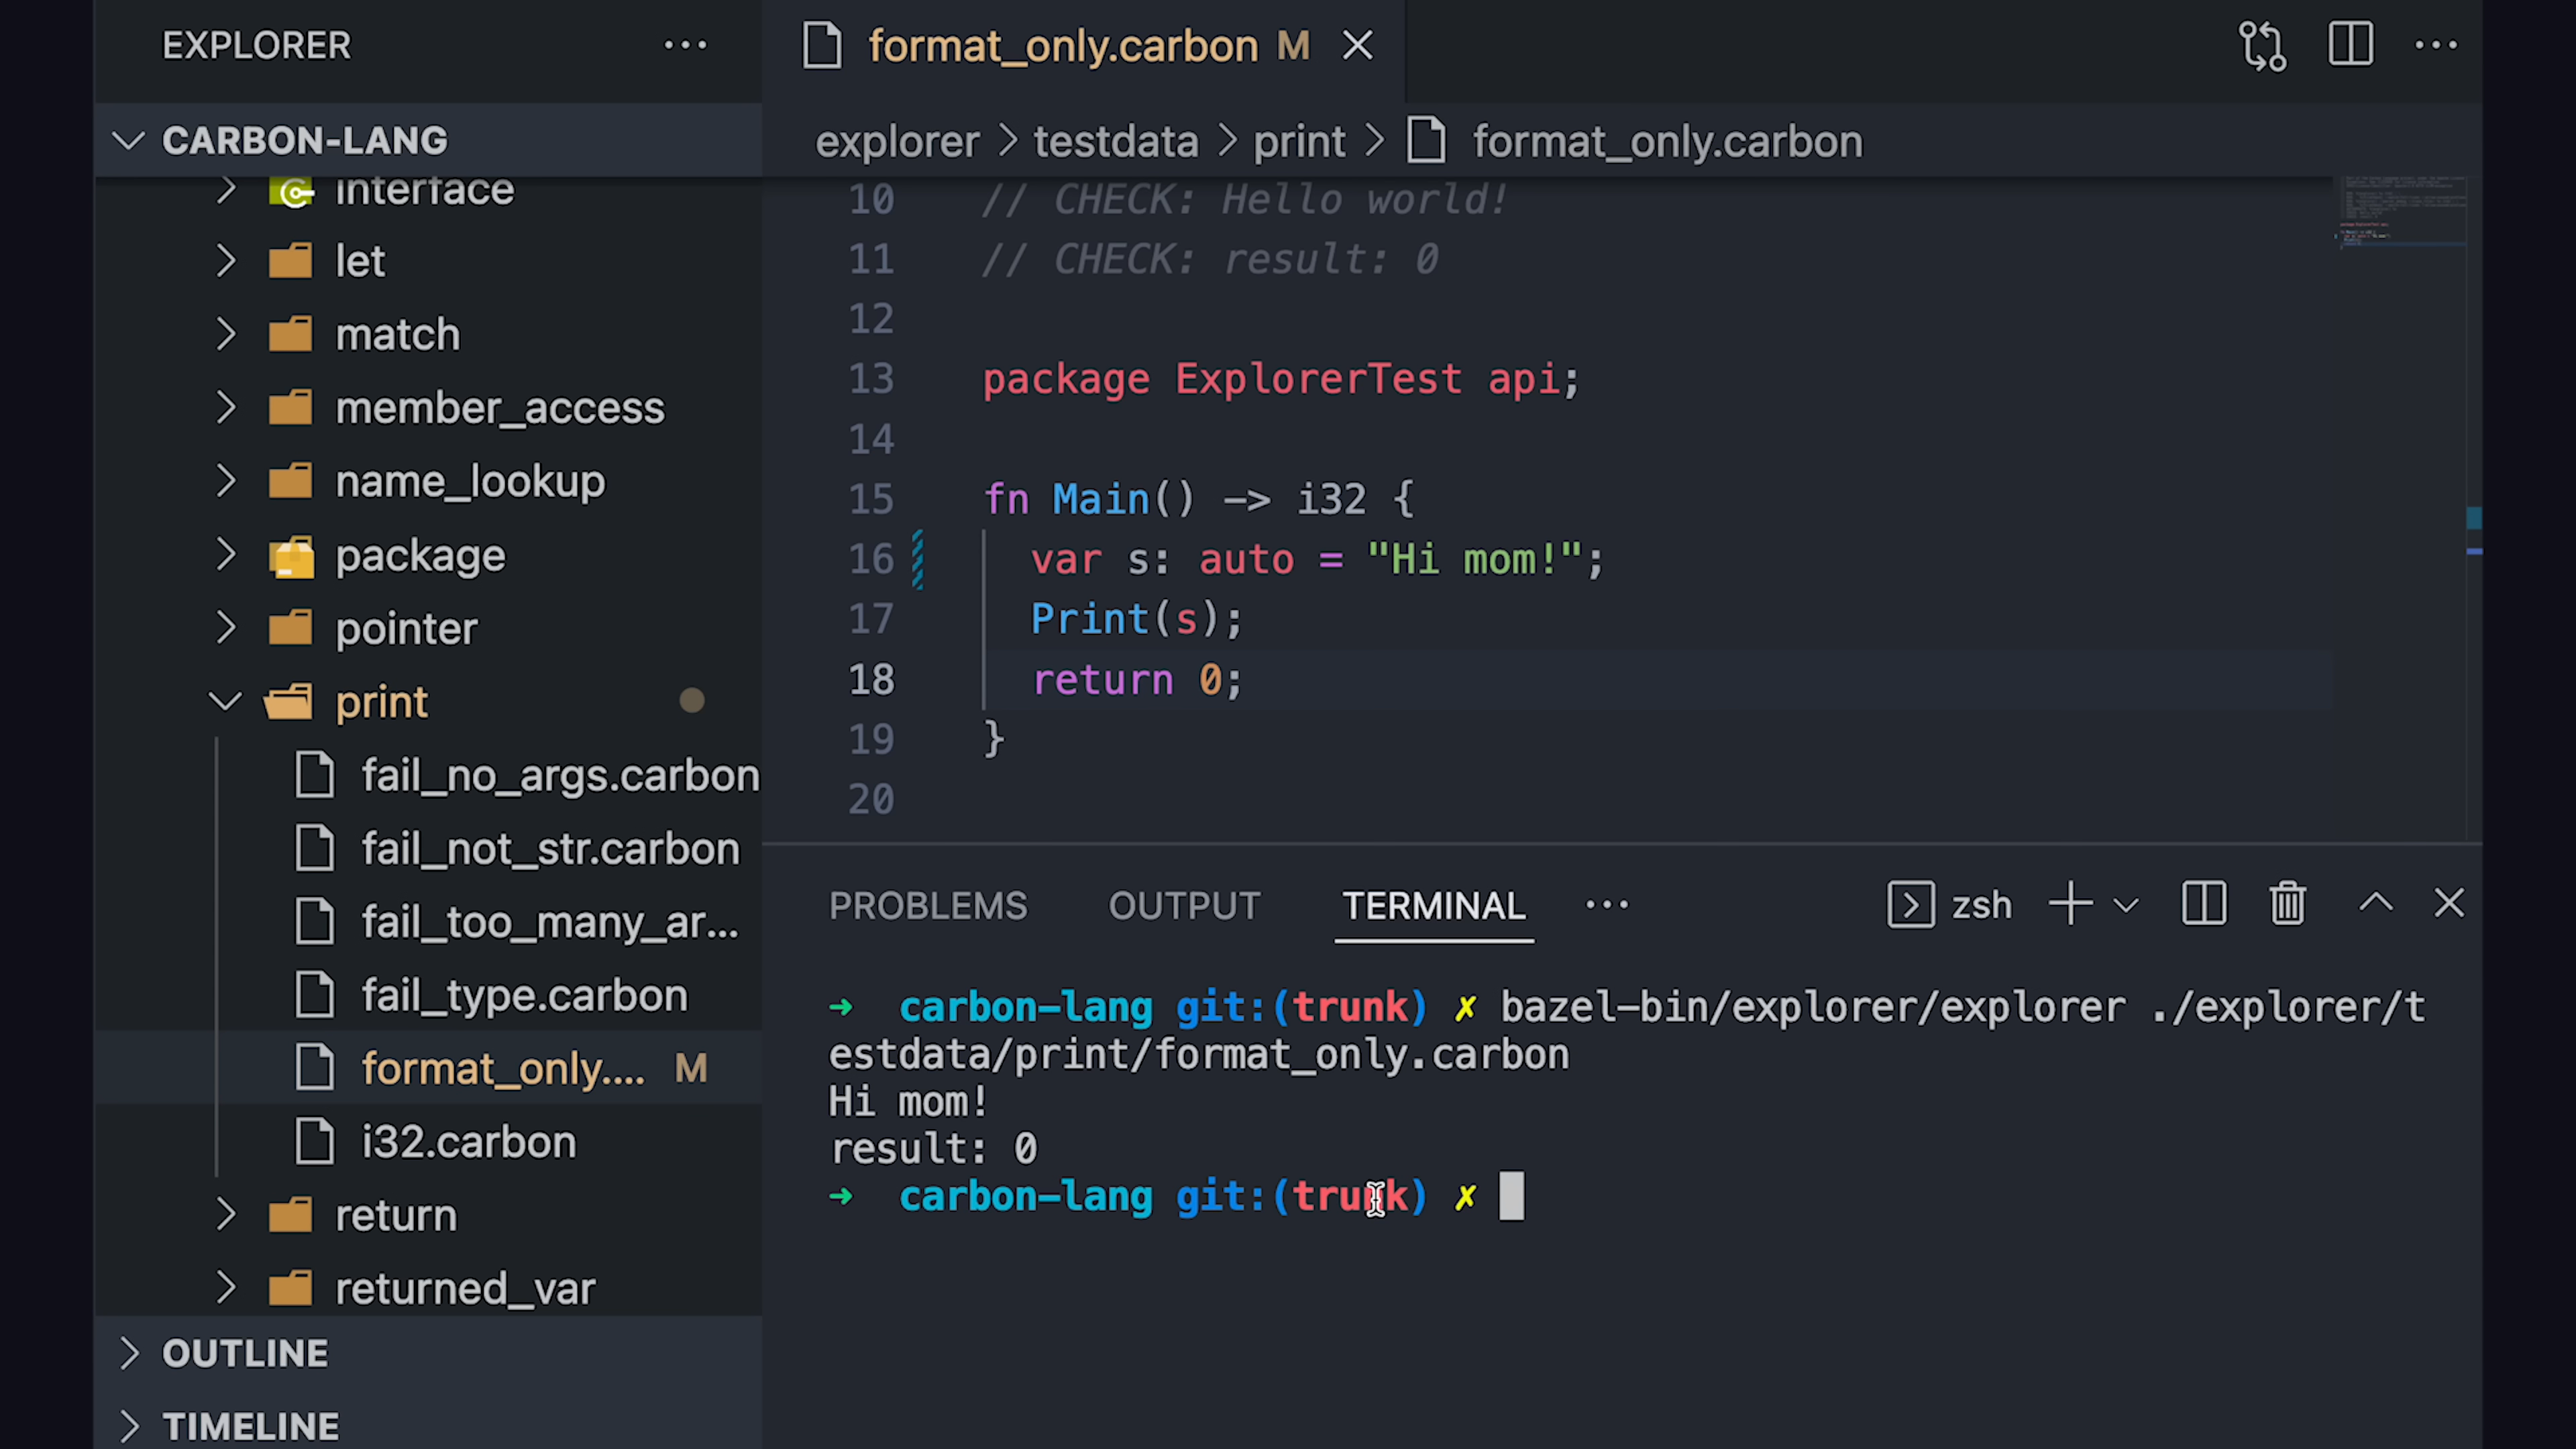 EXPLORER
CARBON-LANG
interface
let
match
member_access
name_lookup
package
pointer
print
fail_no_args.carbon
fail_not_str.carbon
fail_too_many_ar...
fail_type.carbon
format_only.... M
i32.carbon
return
returned_var
OUTLINE
TIMELINE
format_only.carbon M
explorer > testdata > print > format_only.carbon
10 // CHECK: Hello world!
11 // CHECK: result: 0
12
13 package ExplorerTest api;
14
15 fn Main() -> i32 {
16 var s: auto = "Hi mom!";
17 Print(s);
18 return 0;
19 }
20
PROBLEMS OUTPUT TERMINAL ... zsh
➜ carbon-lang git:(trunk) ✗ bazel-bin/explorer/explorer ./explorer/t
estdata/print/format_only.carbon
Hi mom!
result: 0
➜ carbon-lang git:(trunk) ✗